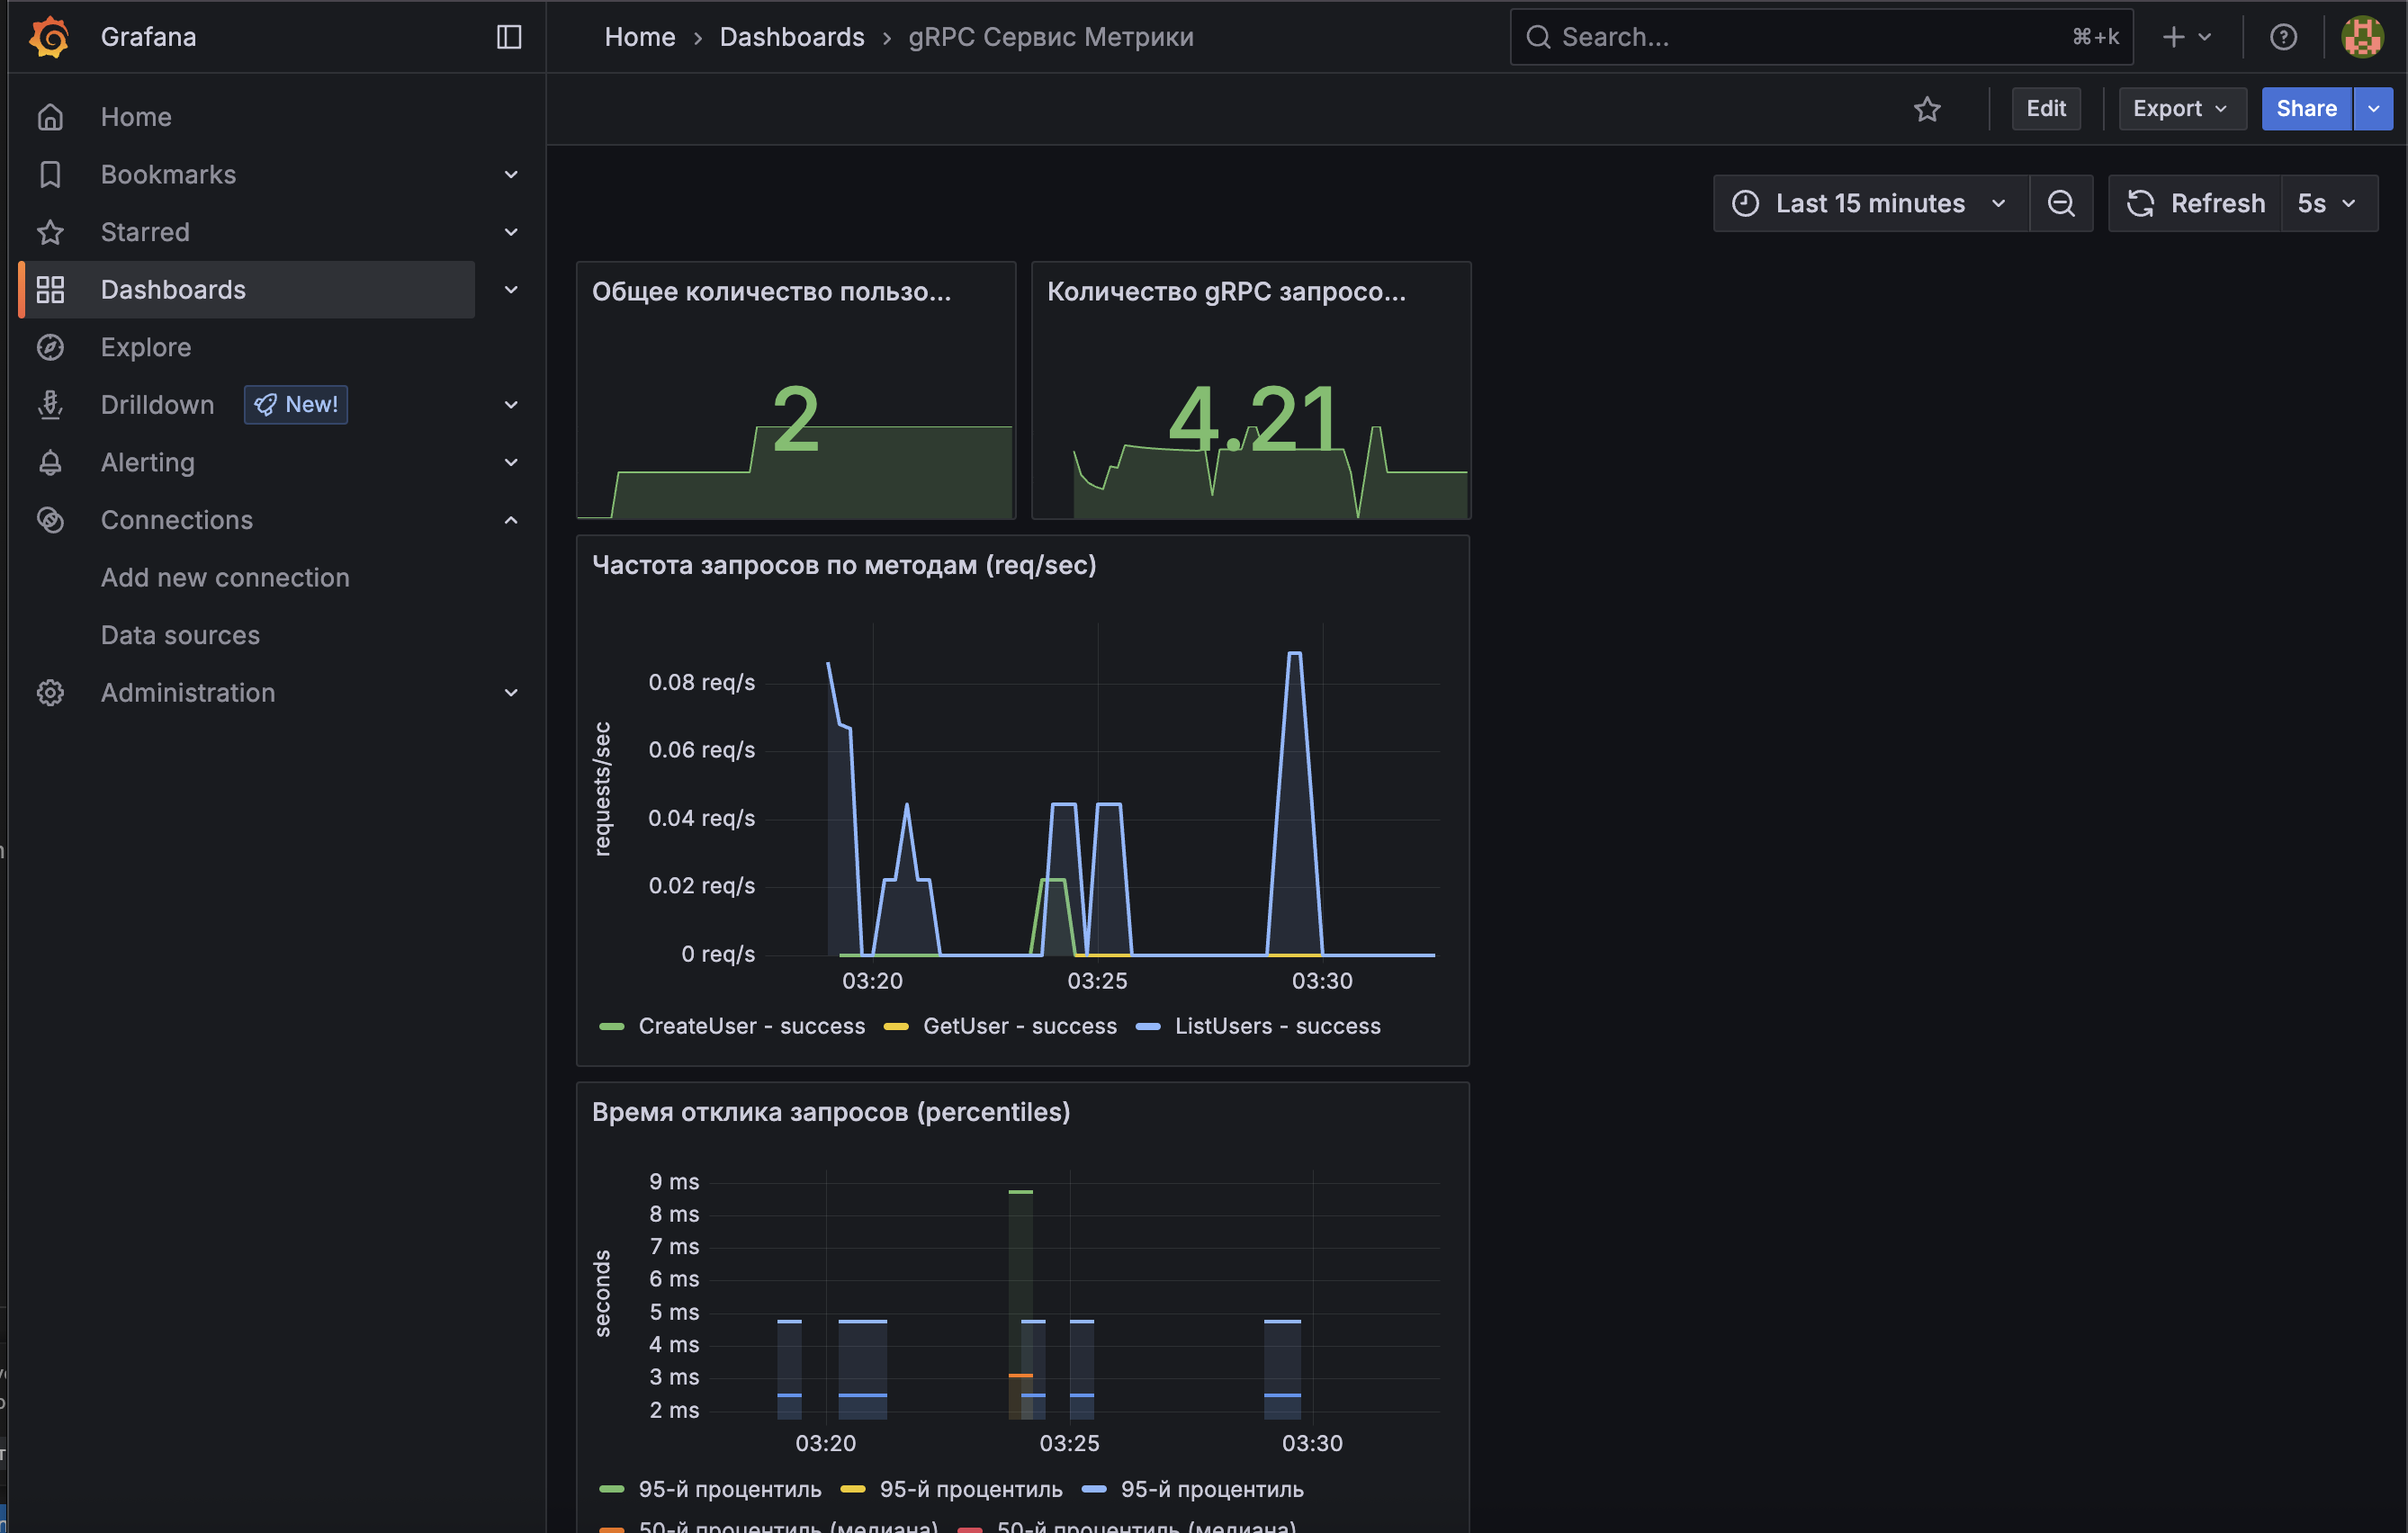 Grafana
Home › Dashboards › gRPC Сервис Метрики
Search...
⌘+k
Edit
Export
Share
Home
Bookmarks
Starred
Dashboards
Explore
Drilldown
New!
Alerting
Connections
Add new connection
Data sources
Administration
Last 15 minutes
Refresh
5s
Общее количество пользо...
2
Количество gRPC запросо...
4.21
Частота запросов по методам (req/sec)
requests/sec
0.08 req/s
0.06 req/s
0.04 req/s
0.02 req/s
0 req/s
03:20 03:25 03:30
CreateUser - success GetUser - success ListUsers - success
Время отклика запросов (percentiles)
seconds
9 ms
8 ms
7 ms
6 ms
5 ms
4 ms
3 ms
2 ms
03:20 03:25 03:30
95-й процентиль 95-й процентиль 95-й процентиль
50-й процентиль (медиана) 50-й процентиль (медиана)